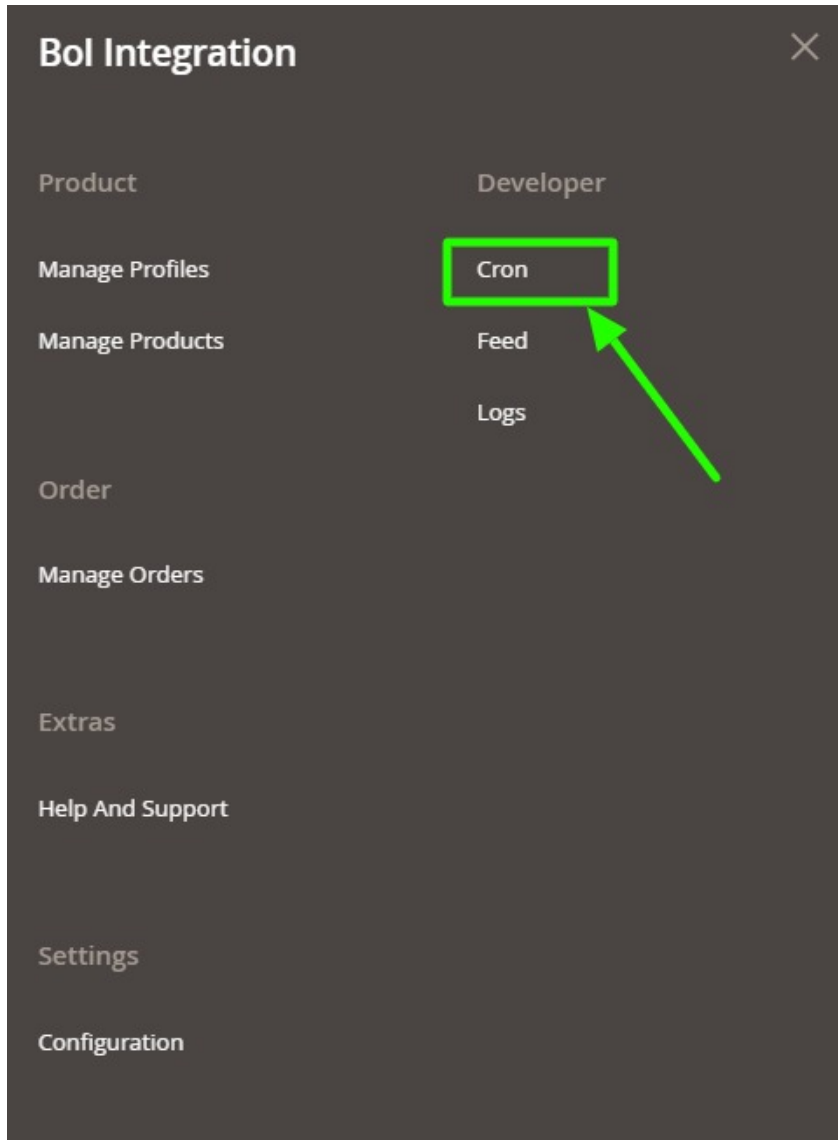 Bol Integration
Product
Manage Profiles
Manage Products
Order
Manage Orders
Extras
Help And Support
Settings
Configuration
Developer
Cron
Feed
Logs